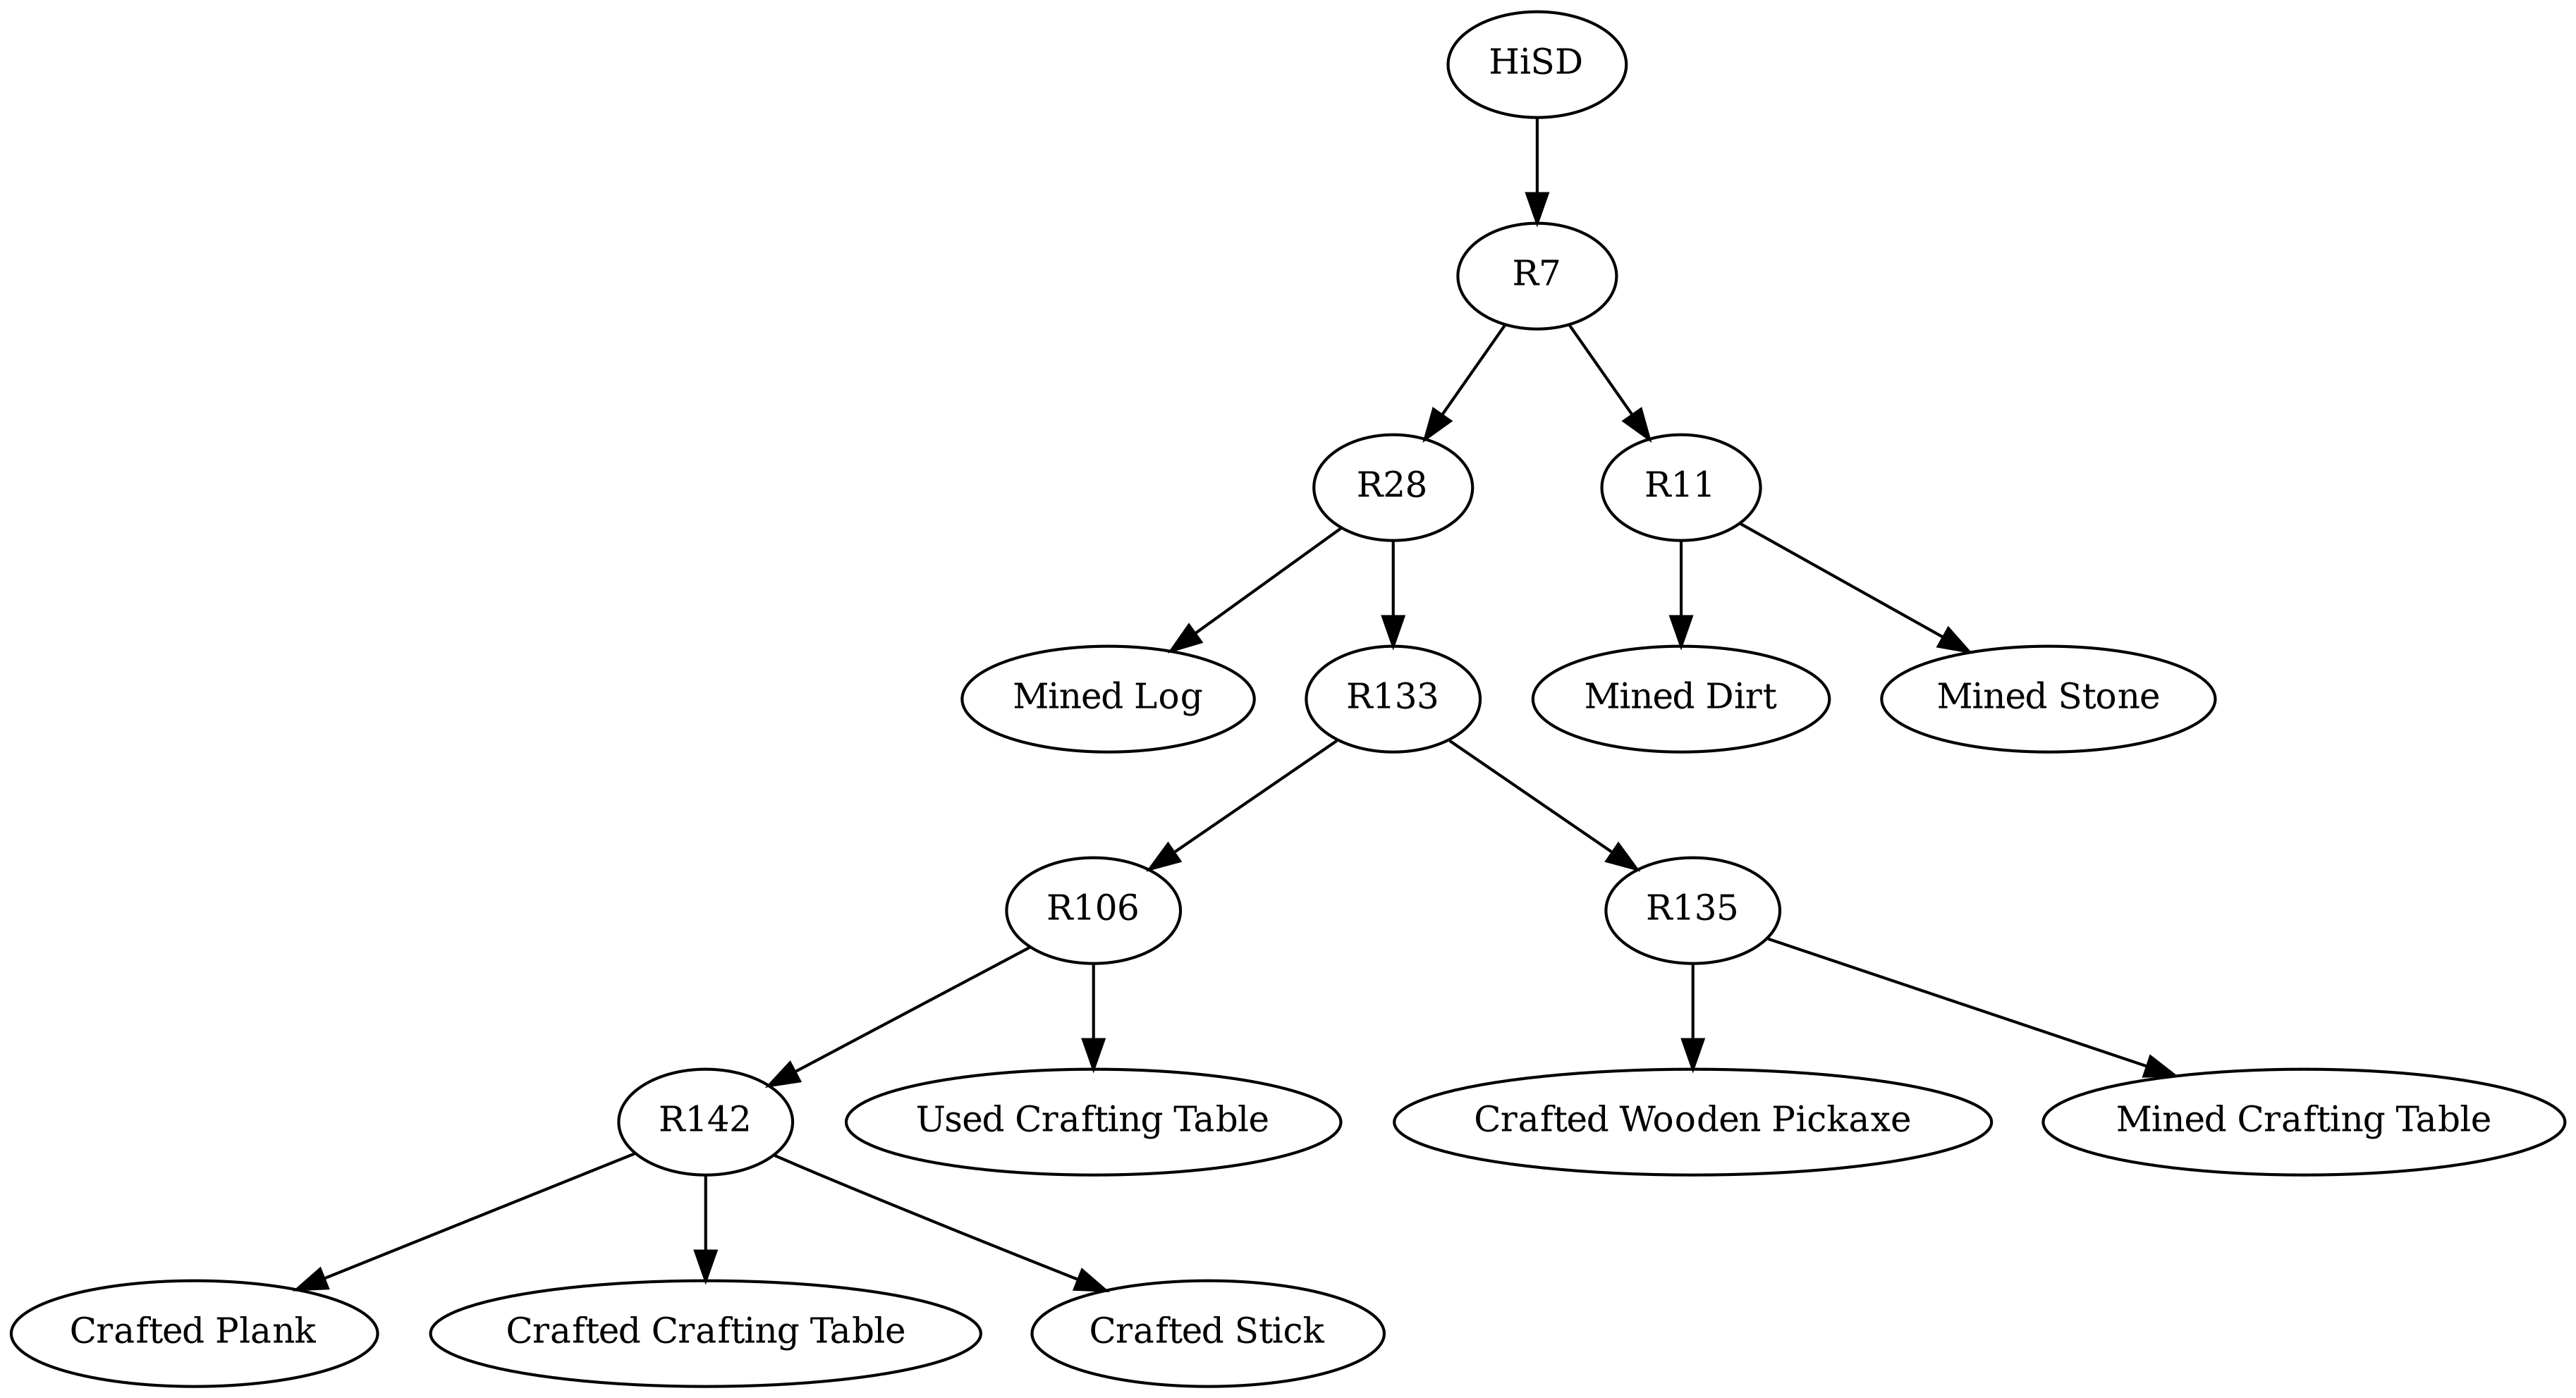 HiSD
R7
R28
R11
Mined Log
R133
Mined Dirt
Mined Stone
R106
R135
R142
Used Crafting Table
Crafted Wooden Pickaxe
Mined Crafting Table
Crafted Plank
Crafted Crafting Table
Crafted Stick